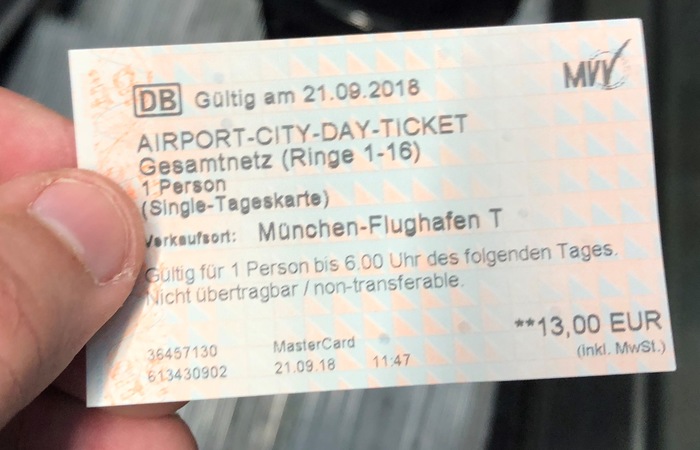 DB Gültig am 21.09.2018 MVV
AIRPORT-CITY-DAY-TICKET
Gesamtnetz (Ringe 1-16)
1 Person
(Single-Tageskarte)
Verkaufsort: München-Flughafen T
Gültig für 1 Person bis 6.00 Uhr des folgenden Tages.
Nicht übertragbar / non-transferable.
**13,00 EUR
(inkl. MwSt.)
36457130 MasterCard
613430902 21.09.18 11:47